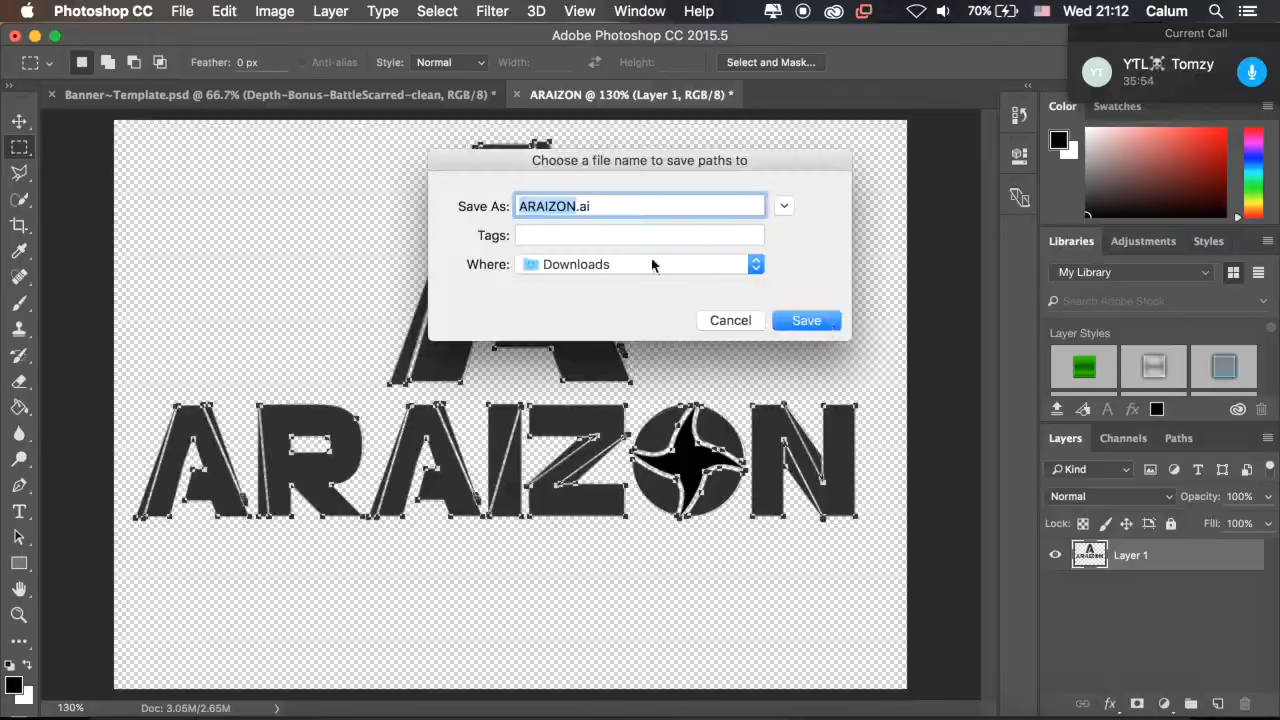 Photoshop CC File Edit Image Layer Type Select Filter 3D View Window Help 70% Wed 21:12 Calum
Adobe Photoshop CC 2015.5
Current Call
YT YTL☠ Tomzy
35:54
Feather: 0 px Anti-alias Style: Normal Width: Height: Select and Mask...
Banner~Template.psd @ 66.7% (Depth-Bonus-BattleScarred-clean, RGB/8) * ARAIZON @ 130% (Layer 1, RGB/8) *
Color Swatches
Choose a file name to save paths to
Save As: ARAIZON.ai
Tags:
Where: Downloads
Cancel Save
A
ARAIZON
Libraries Adjustments Styles
My Library
Search Adobe Stock
Layer Styles
Layers Channels Paths
Kind
Normal Opacity: 100%
Lock: Fill: 100%
Layer 1
130% Doc: 3.05M/2.65M